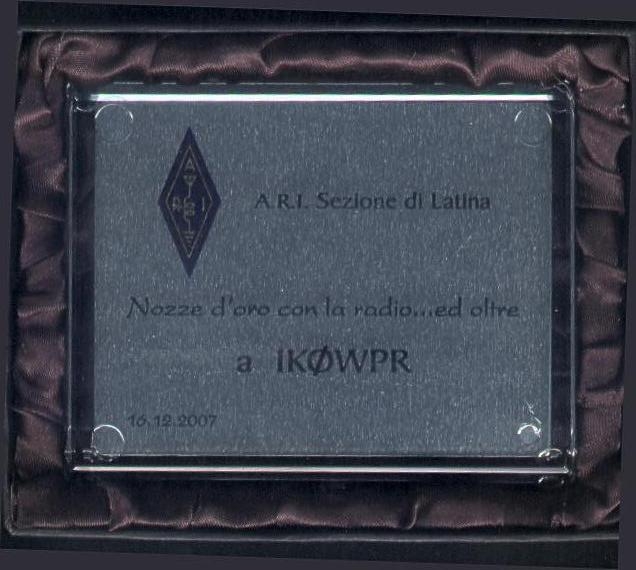 A
R I
A.R.I. Sezione di Latina
Nozze d'oro con la radio...ed oltre
a iKØWPR
16.12.2007